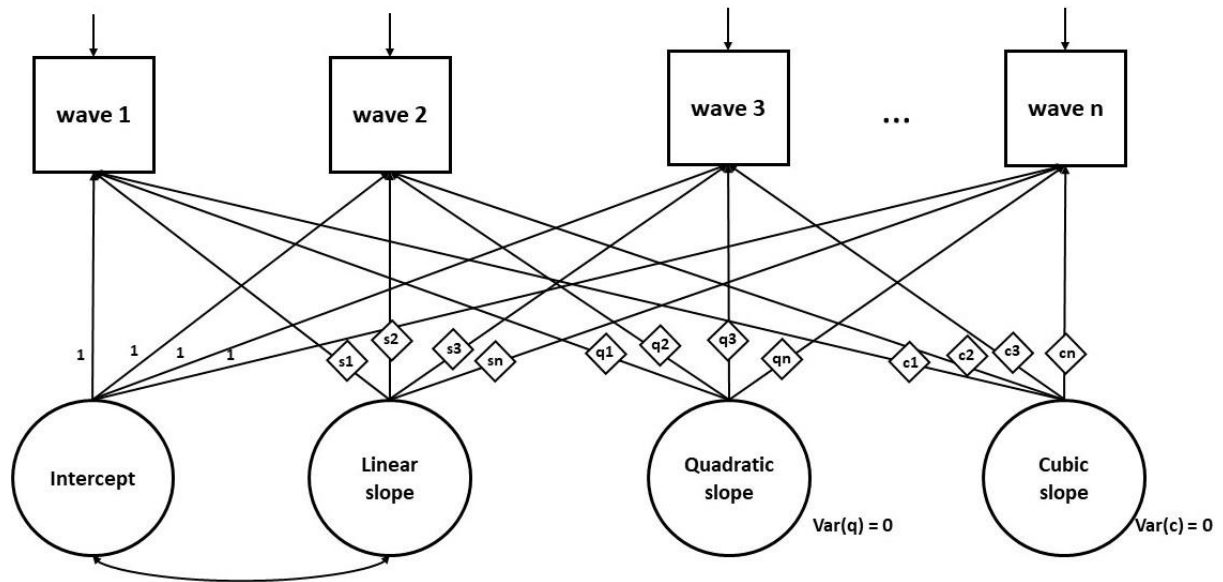 wave 1
wave 2
wave 3
...
wave n
1
1
1
1
s1
s2
s3
sn
q1
q2
q3
qn
c1
c2
c3
cn
Intercept
Linear
slope
Quadratic
slope
Var(q) = 0
Cubic
slope
Var(c) = 0